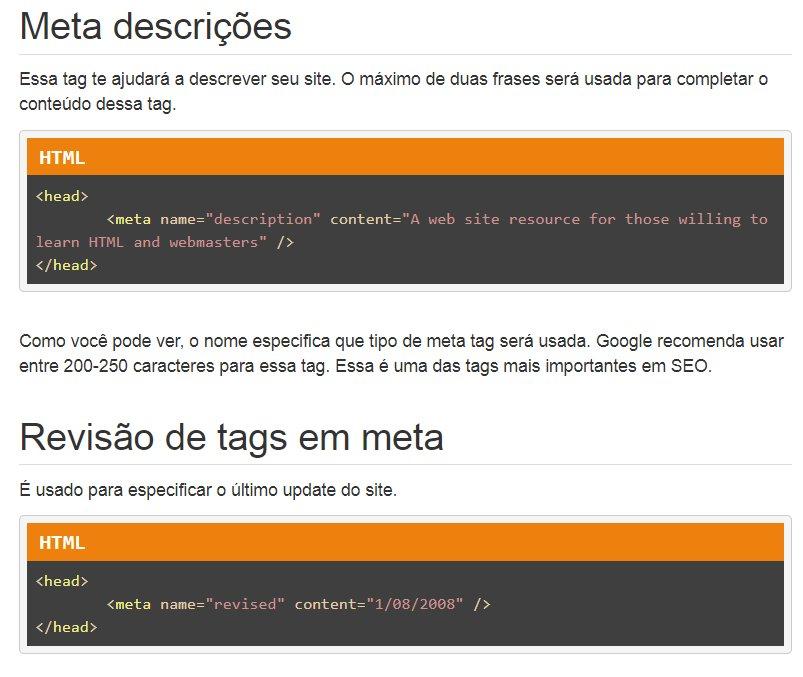 Meta descrições
Essa tag te ajudará a descrever seu site. O máximo de duas frases será usada para completar o
conteúdo dessa tag.
HTML
<head>
<meta name="description" content="A web site resource for those willing to
learn HTML and webmasters" />
</head>
Como você pode ver, o nome especifica que tipo de meta tag será usada. Google recomenda usar
entre 200-250 caracteres para essa tag. Essa é uma das tags mais importantes em SEO.
Revisão de tags em meta
É usado para especificar o último update do site.
HTML
<head>
<meta name="revised" content="1/08/2008" />
</head>